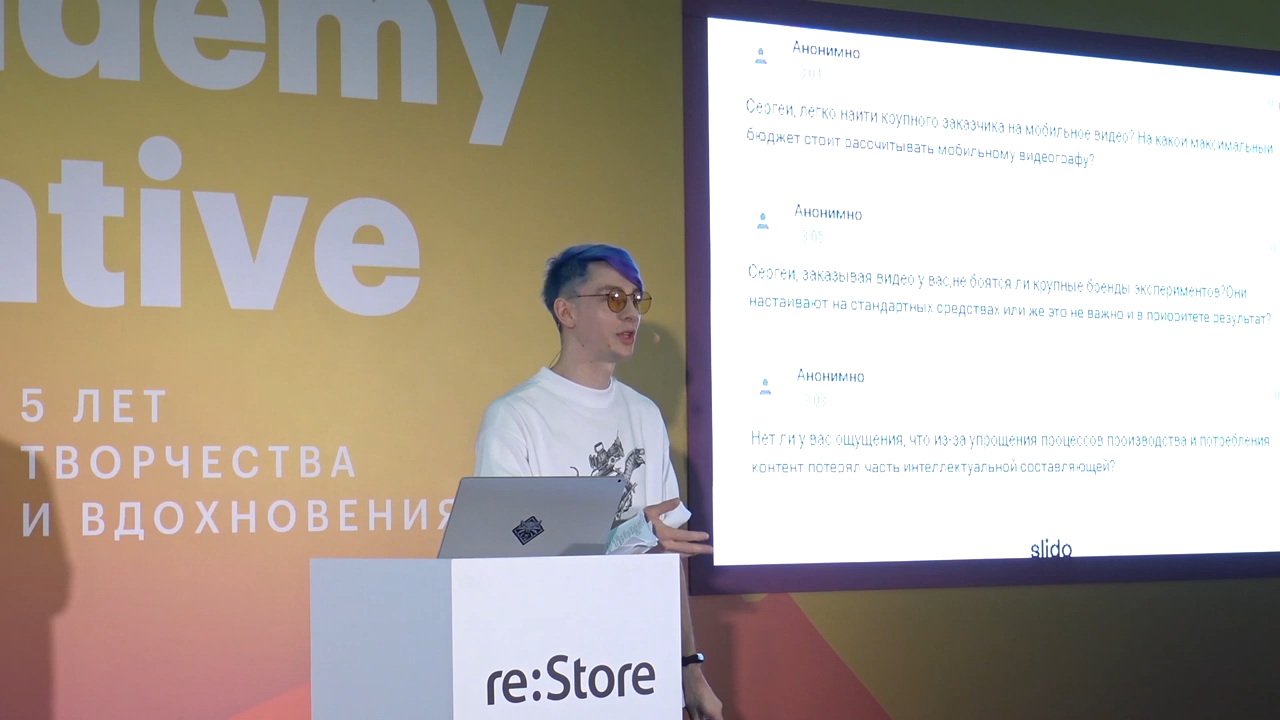 ademy
ative
5 ЛЕТ
ТВОРЧЕСТВА
И ВДОХНОВЕНИЯ
re:Store
Анонимно
Сергей, легко найти крупного заказчика на мобильное видео? На какой максимальный
бюджет стоит рассчитывать мобильному видеографу?
Анонимно
Сергей, заказывая видео у вас,не боятся ли крупные бренды экспериментов?Они
настаивают на стандартных средствах или же это не важно и в приоритете результат?
Анонимно
Нет ли у вас ощущения, что из-за упрощения процессов производства и потребления
контент потерял часть интеллектуальной составляющей?
slido